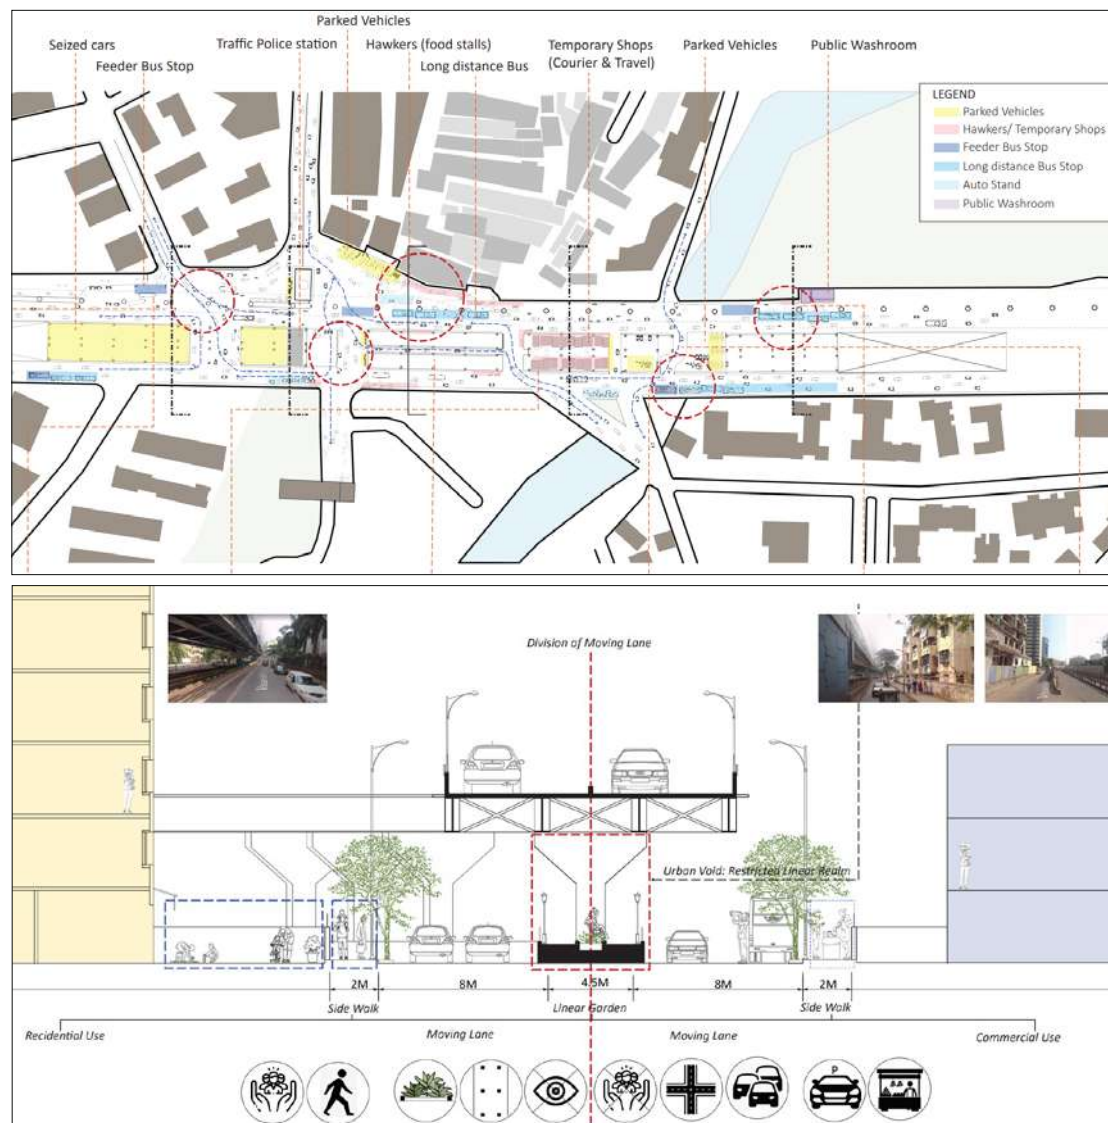 Parked Vehicles
Seized cars
Traffic Police station
Hawkers (food stalls)
Temporary Shops
(Courier & Travel)
Parked Vehicles
Public Washroom
Feeder Bus Stop
Long distance Bus
LEGEND
Parked Vehicles
Hawkers/ Temporary Shops
Feeder Bus Stop
Long distance Bus Stop
Auto Stand
Public Washroom
Division of Moving Lane
Urban Void: Restricted Linear Realm
2M
8M
4.5M
8M
2M
Side Walk
Linear Garden
Side Walk
Recidential Use
Moving Lane
Moving Lane
Commercial Use
P